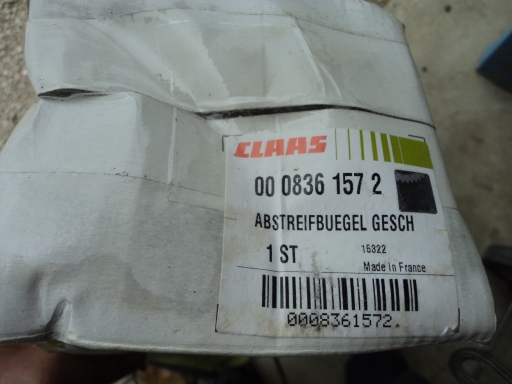 CLAAS
00 0836 157 2
ABSTREIFBUEGEL GESCH
1 ST
15322
Made in France
0008361572.